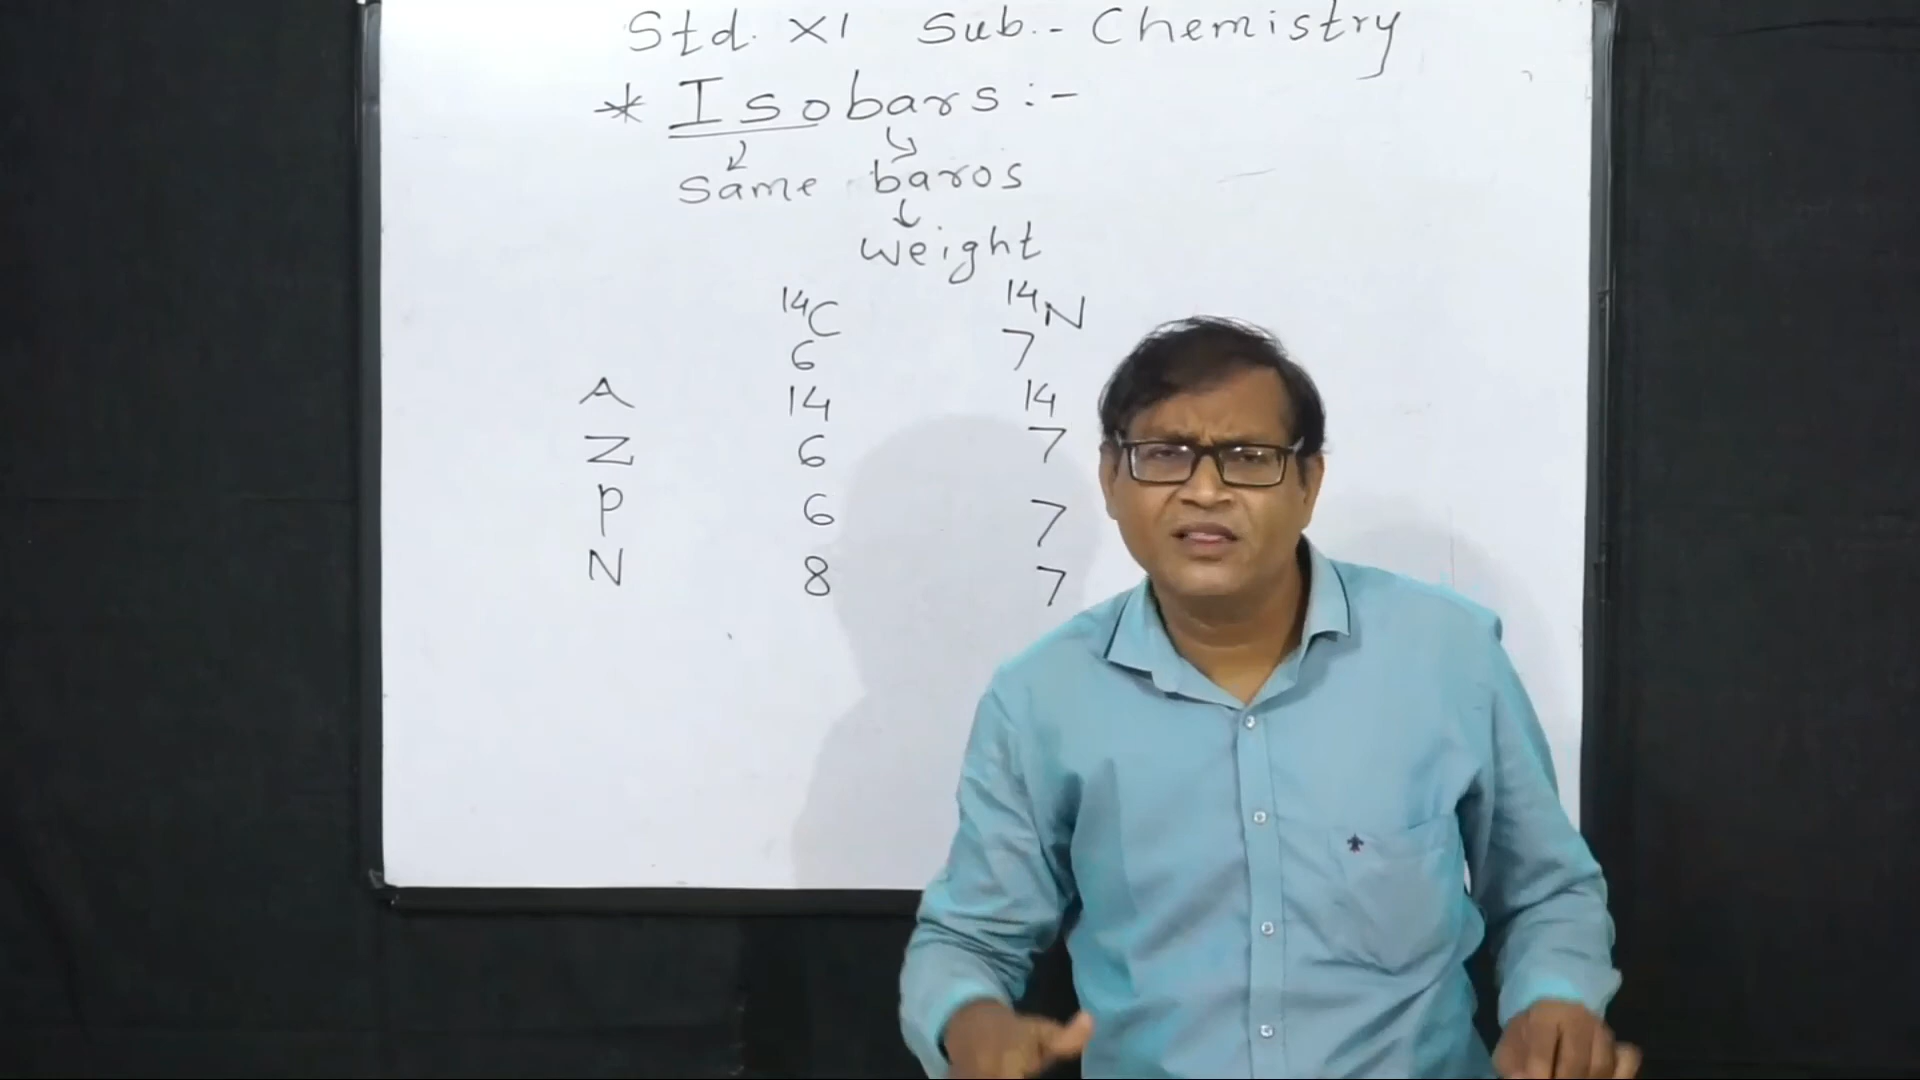 Std. XI Sub.- Chemistry
* Isobars :-
Same baros
weight
14C 14N
6 7
A 14 14
Z 6 7
P 6 7
N 8 7